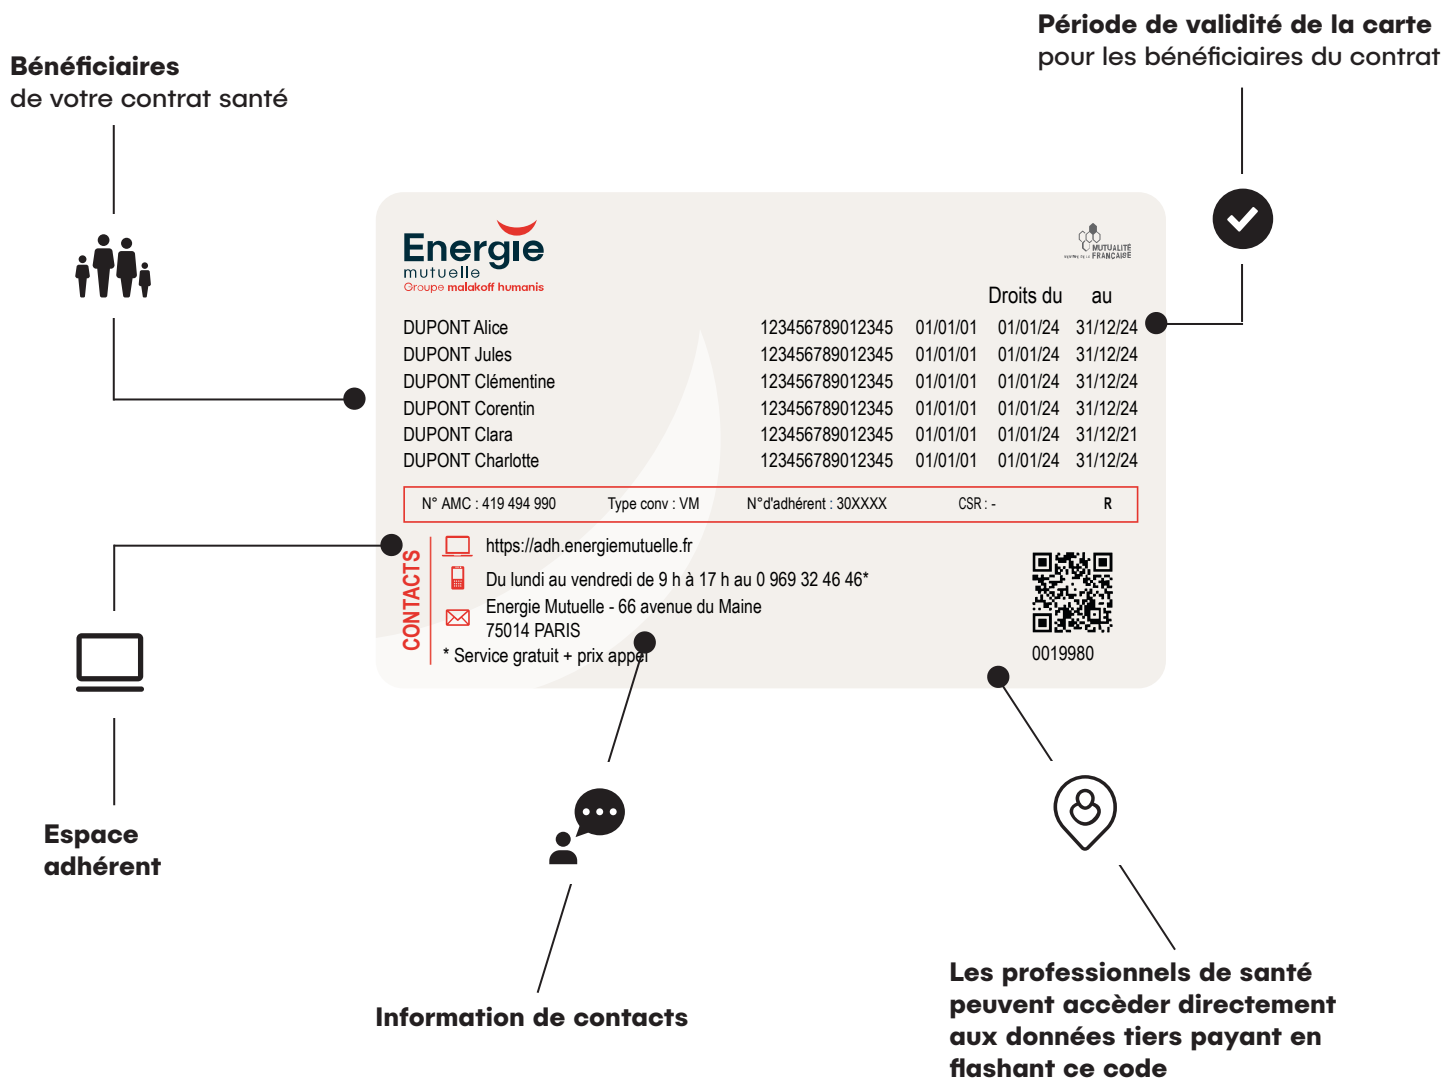 Période de validité de la carte
pour les bénéficiaires du contrat
Bénéficiaires
de votre contrat santé
Energie
mutuelle
Groupe malakoff humanis
MUTUALITÉ
FRANÇAISE
Droits du au
DUPONT Alice 123456789012345 01/01/01 01/01/24 31/12/24
DUPONT Jules 123456789012345 01/01/01 01/01/24 31/12/24
DUPONT Clémentine 123456789012345 01/01/01 01/01/24 31/12/24
DUPONT Corentin 123456789012345 01/01/01 01/01/24 31/12/24
DUPONT Clara 123456789012345 01/01/01 01/01/24 31/12/21
DUPONT Charlotte 123456789012345 01/01/01 01/01/24 31/12/24
N° AMC : 419 494 990 Type conv : VM N°d'adhérent : 30XXXX CSR : - R
CONTACTS
https://adh.energiemutuelle.fr
Du lundi au vendredi de 9 h à 17 h au 0 969 32 46 46*
Energie Mutuelle - 66 avenue du Maine
75014 PARIS
* Service gratuit + prix appel
0019980
Espace
adhérent
Information de contacts
Les professionnels de santé
peuvent accèder directement
aux données tiers payant en
flashant ce code